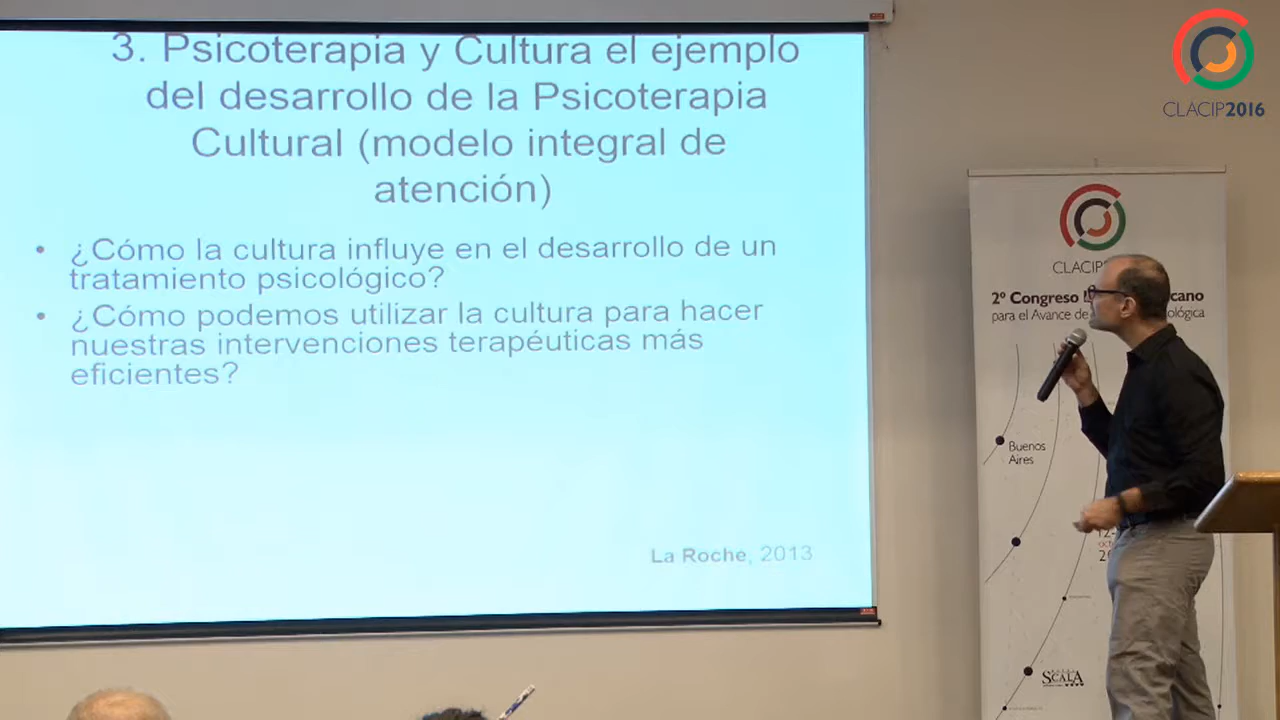 3. Psicoterapia y Cultura el ejemplo
del desarrollo de la Psicoterapia
Cultural (modelo integral de
atención)
• ¿Cómo la cultura influye en el desarrollo de un
tratamiento psicológico?
• ¿Cómo podemos utilizar la cultura para hacer
nuestras intervenciones terapéuticas más
eficientes?
La Roche, 2013
CLACIP2016
CLACIP
2º Congreso
para el Avance de
Buenos
Aires
SCALA